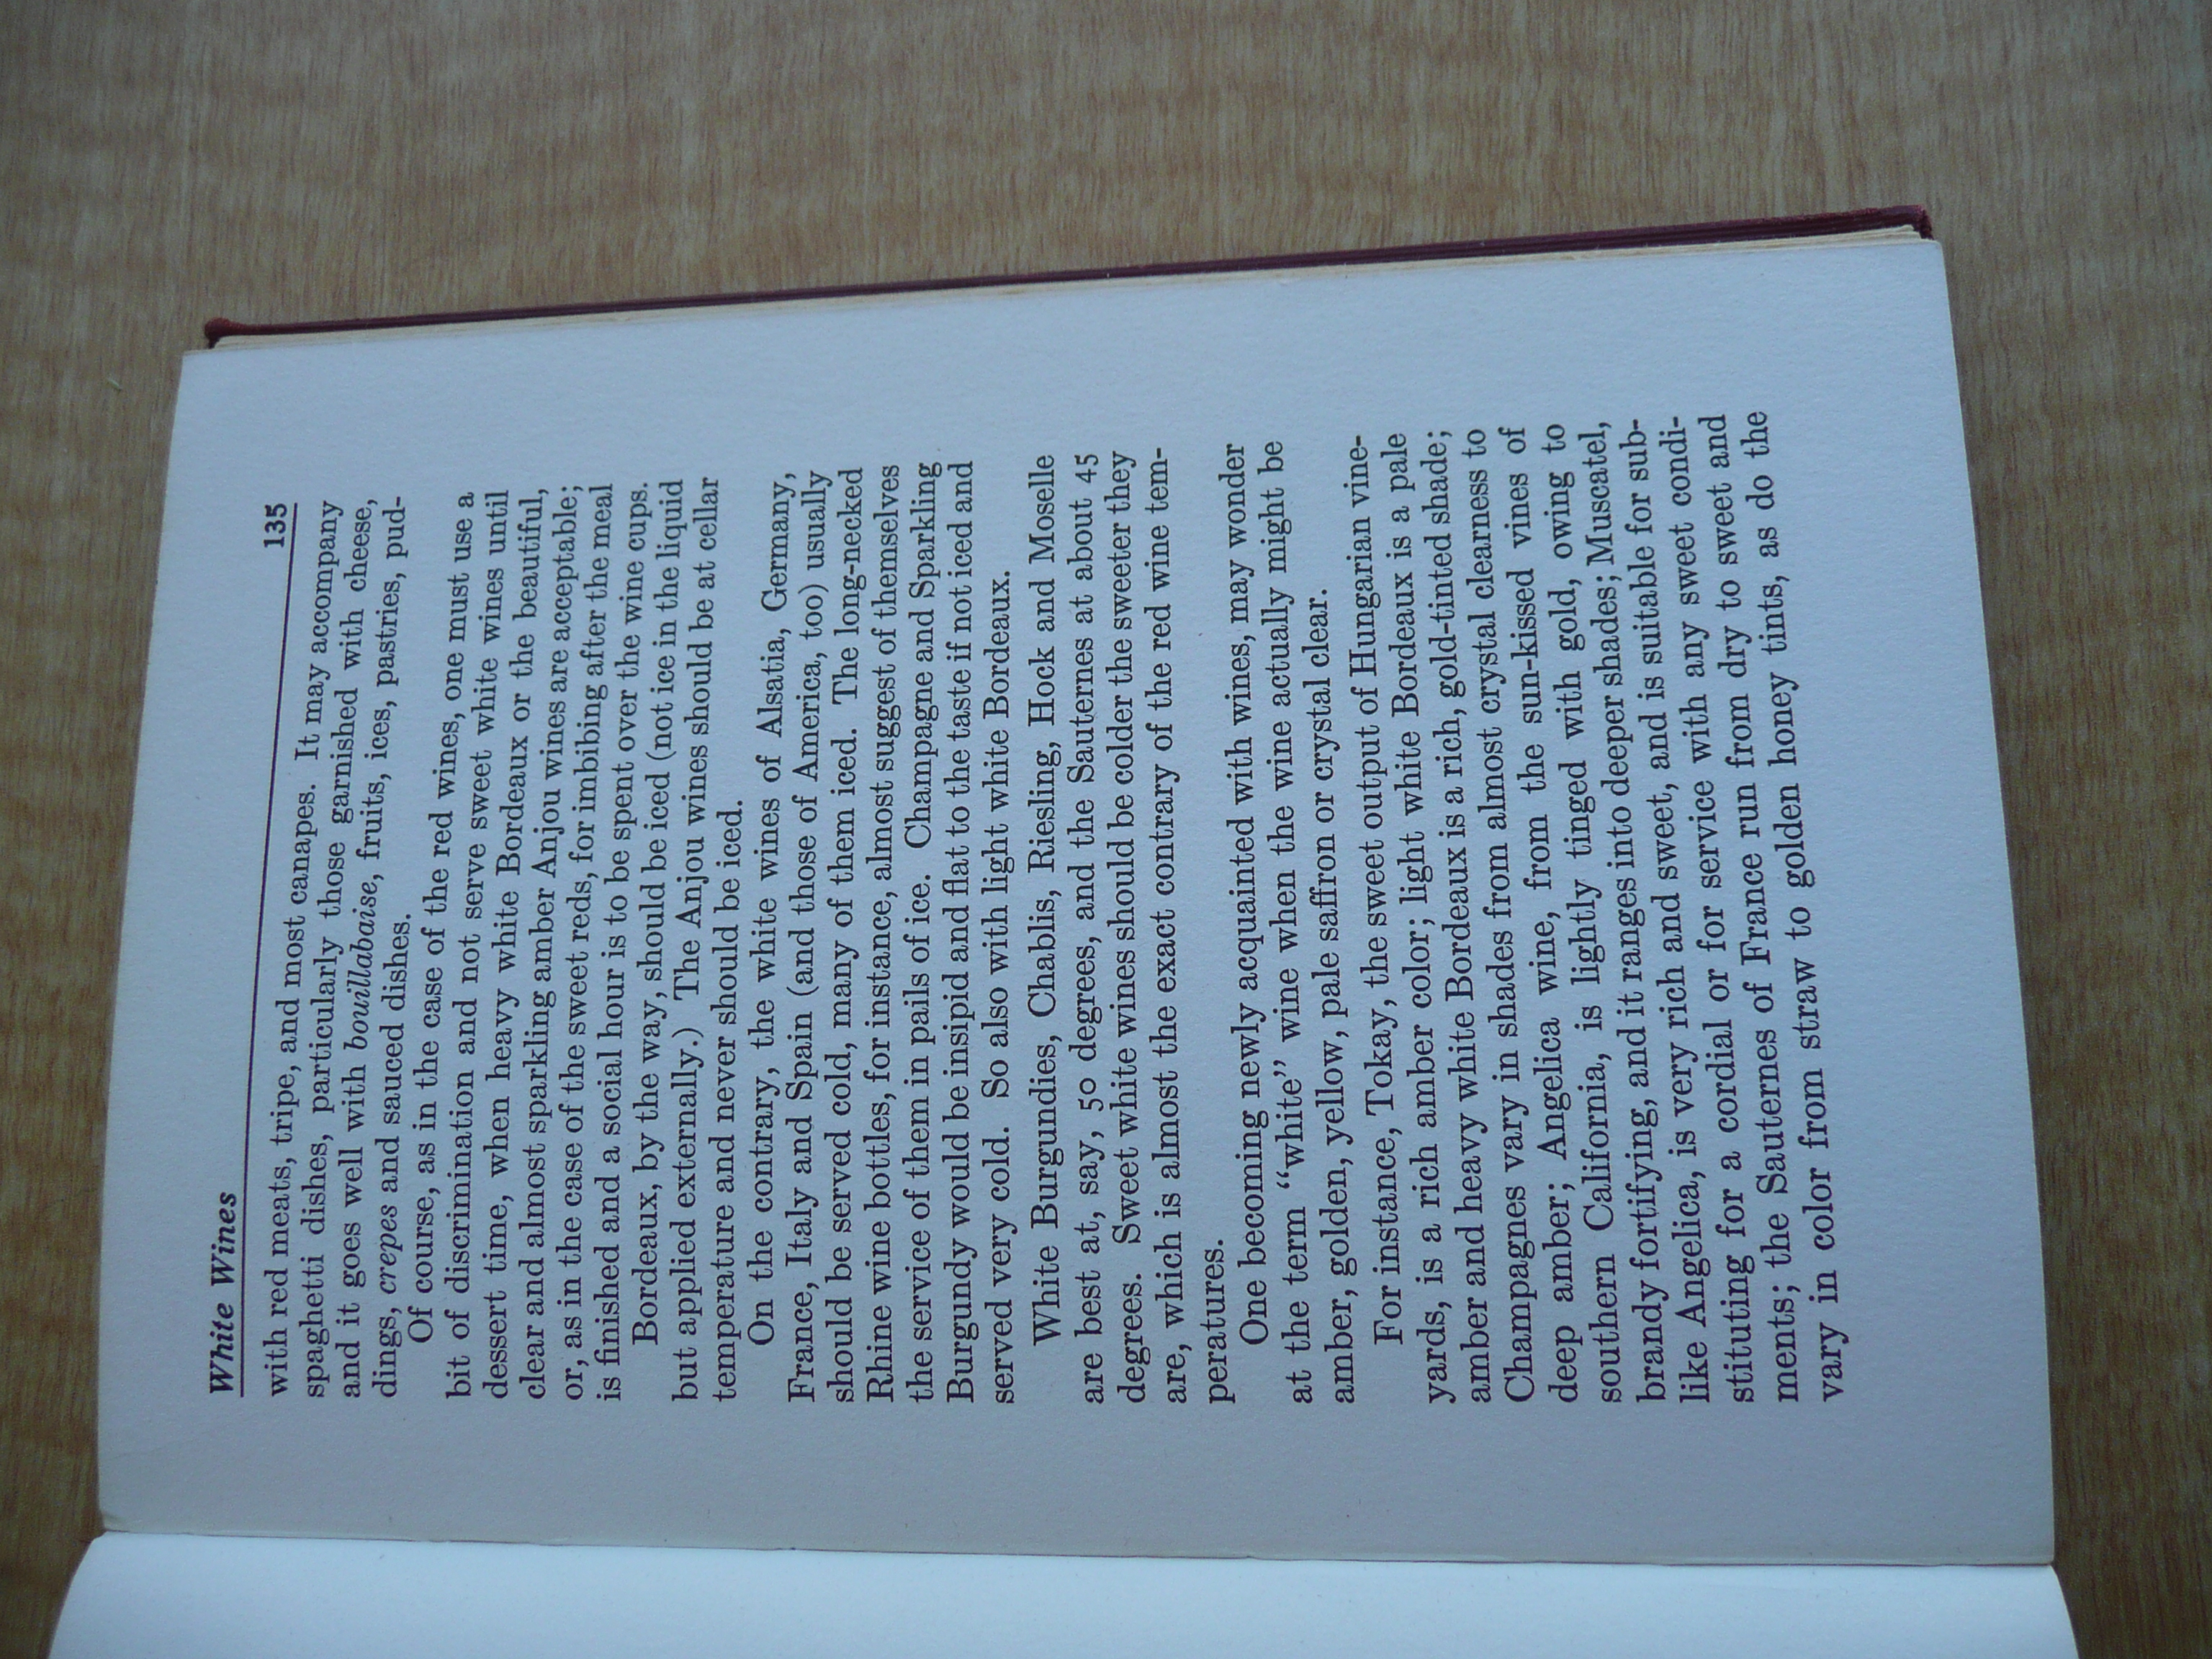 White Wines 135
with red meats, tripe, and most canapes. It may accompany
spaghetti dishes, particularly those garnished with cheese,
and it goes well with bouillabaise, fruits, ices, pastries, pud-
dings, crepes and sauced dishes.
Of course, as in the case of the red wines, one must use a
bit of discrimination and not serve sweet white wines until
dessert time, when heavy white Bordeaux or the beautiful,
clear and almost sparkling amber Anjou wines are acceptable;
or, as in the case of the sweet reds, for imbibing after the meal
is finished and a social hour is to be spent over the wine cups.
Bordeaux, by the way, should be iced (not ice in the liquid
but applied externally.) The Anjou wines should be at cellar
temperature and never should be iced.
On the contrary, the white wines of Alsatia, Germany,
France, Italy and Spain (and those of America, too) usually
should be served cold, many of them iced. The long-necked
Rhine wine bottles, for instance, almost suggest of themselves
the service of them in pails of ice. Champagne and Sparkling
Burgundy would be insipid and flat to the taste if not iced and
served very cold. So also with light white Bordeaux.
White Burgundies, Chablis, Riesling, Hock and Moselle
are best at, say, 50 degrees, and the Sauternes at about 45
degrees. Sweet white wines should be colder the sweeter they
are, which is almost the exact contrary of the red wine tem-
peratures.
One becoming newly acquainted with wines, may wonder
at the term “white” wine when the wine actually might be
amber, golden, yellow, pale saffron or crystal clear.
For instance, Tokay, the sweet output of Hungarian vine-
yards, is a rich amber color; light white Bordeaux is a pale
amber and heavy white Bordeaux is a rich, gold-tinted shade;
Champagnes vary in shades from almost crystal clearness to
deep amber; Angelica wine, from the sun-kissed vines of
southern California, is lightly tinged with gold, owing to
brandy fortifying, and it ranges into deeper shades; Muscatel,
like Angelica, is very rich and sweet, and is suitable for sub-
stituting for a cordial or for service with any sweet condi-
ments; the Sauternes of France run from dry to sweet and
vary in color from straw to golden honey tints, as do the